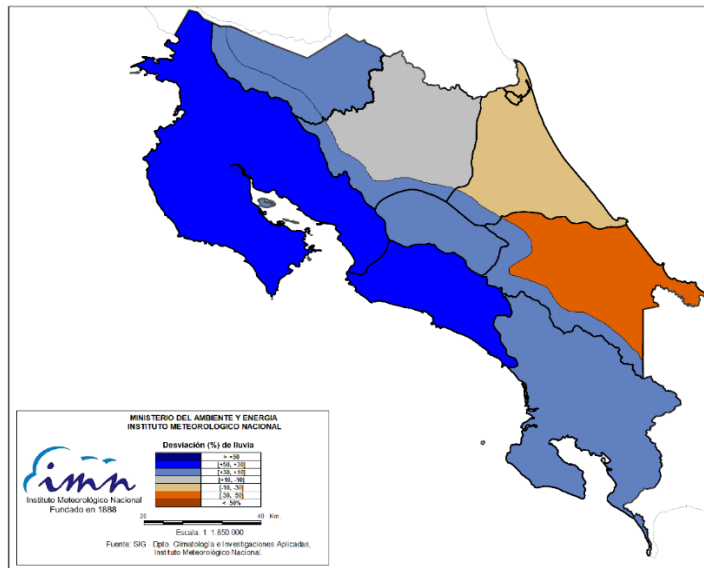 MINISTERIO DEL AMBIENTE Y ENERGIA
INSTITUTO METEOROLOGICO NACIONAL
Desviación (%) de lluvia
> +50
[+50, +30]
[+30, +10]
[+10, -10]
[-10, -30]
[-30, 50]
< -50%
imn
Instituto Meteorológico Nacional
Fundado en 1888
20 40 Km.
Escala: 1: 1.850.000
Fuente: SIG - Dpto. Climatología e Investigaciones Aplicadas,
Instituto Meteorológico Nacional.